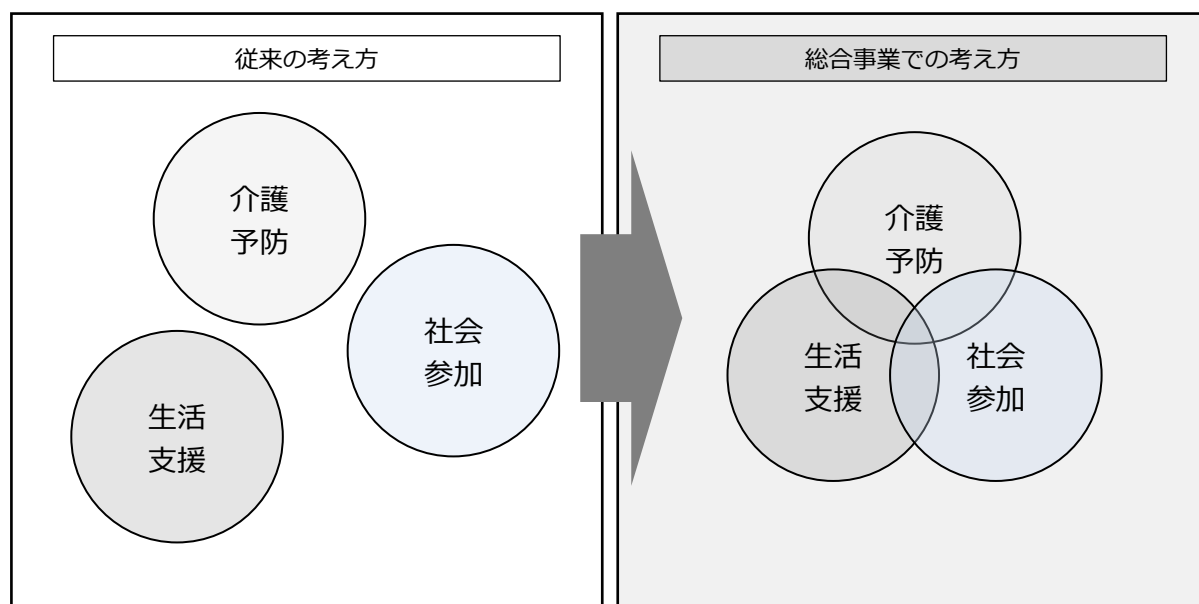 従来の考え方
介護
予防
社会
参加
生活
支援
総合事業での考え方
介護
予防
生活
支援
社会
参加